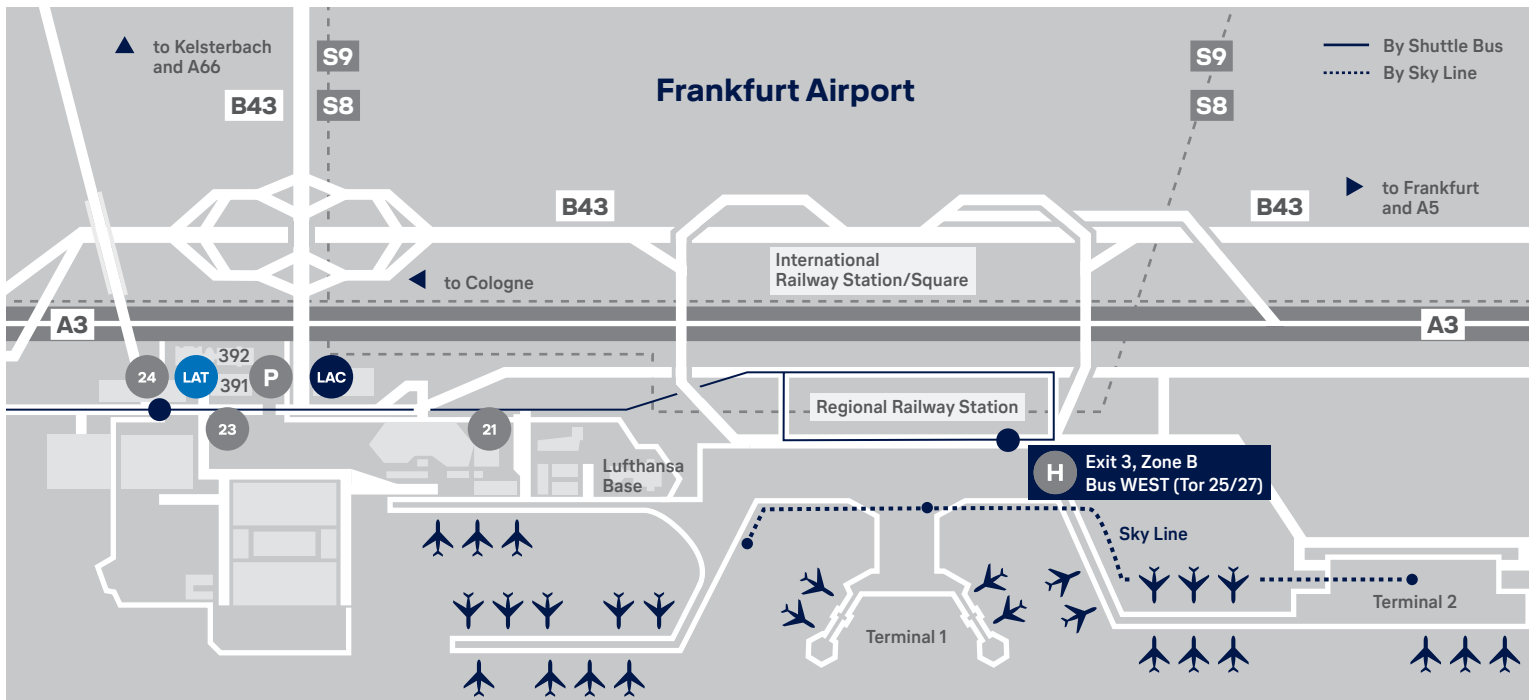 to Kelsterbach
and A66
B43
S9
S8
Frankfurt Airport
S9
S8
By Shuttle Bus
By Sky Line
B43
to Frankfurt
and A5
B43
International
Railway Station/Square
to Cologne
A3
A3
24
LAT
392
391
P
LAC
23
21
Regional Railway Station
Lufthansa
Base
H
Exit 3, Zone B
Bus WEST (Tor 25/27)
Sky Line
Terminal 1
Terminal 2